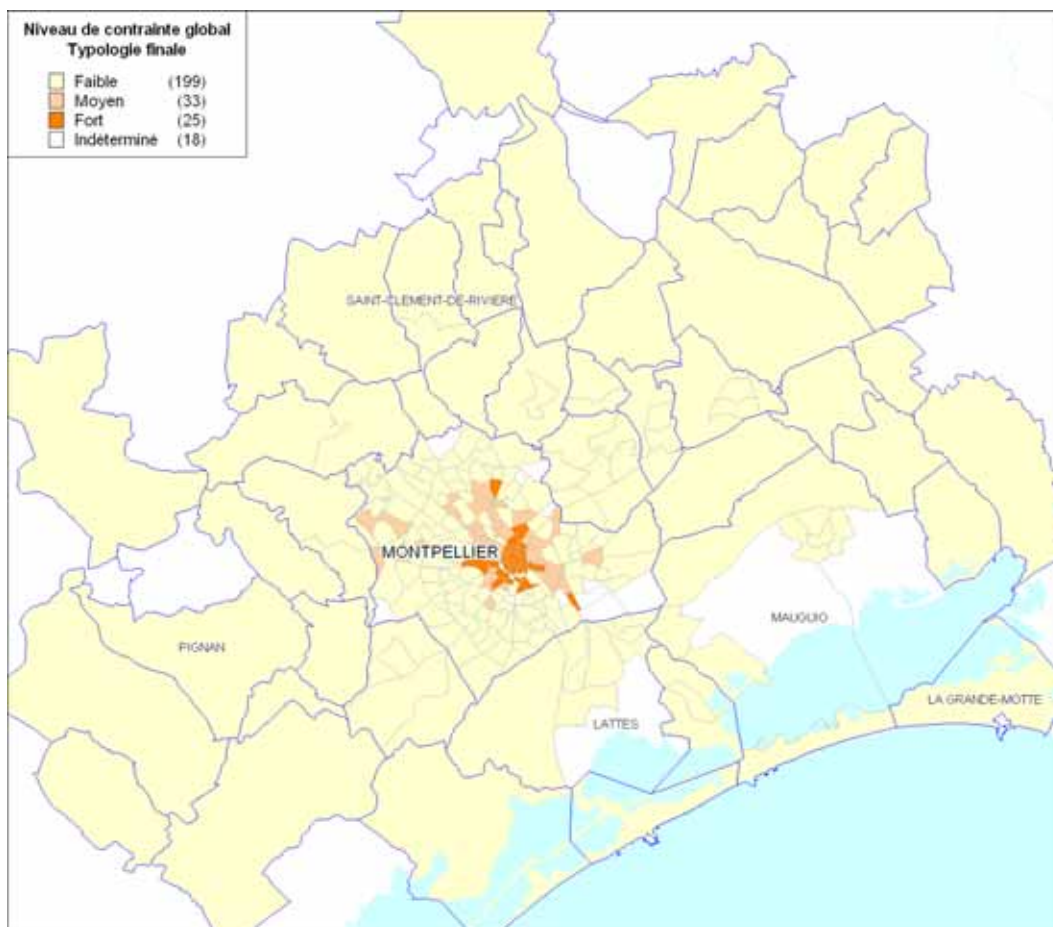 Niveau de contrainte global
Typologie finale
Faible (199)
Moyen (33)
Fort (25)
Indéterminé (18)
SAINT-CLEMENT-DE-RIVIERE
MONTPELLIER
MAUGUIO
PIGNAN
LA GRANDE-MOTTE
LATTES